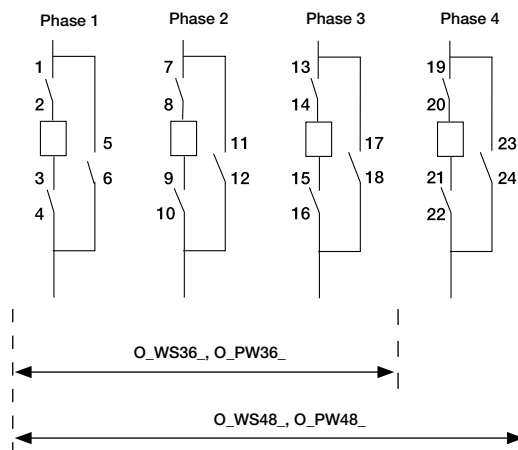 Phase 1 Phase 2 Phase 3 Phase 4
1 7 13 19
2 8 14 20
5 11 17 23
3 6 9 12 15 18 21 24
4 10 16 22
O_WS36_, O_PW36_
O_WS48_, O_PW48_